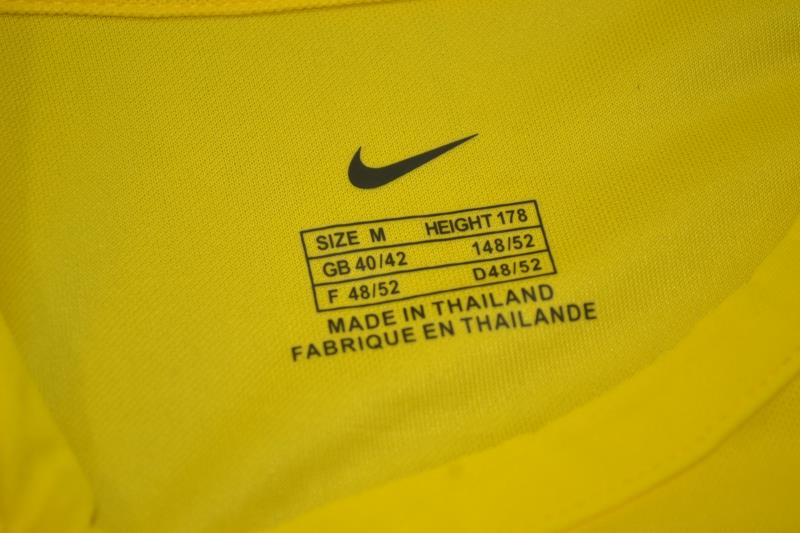 SIZE M HEIGHT 178
GB 40/42 148/52
F 48/52 D48/52
MADE IN THAILAND
FABRIQUE EN THAILANDE